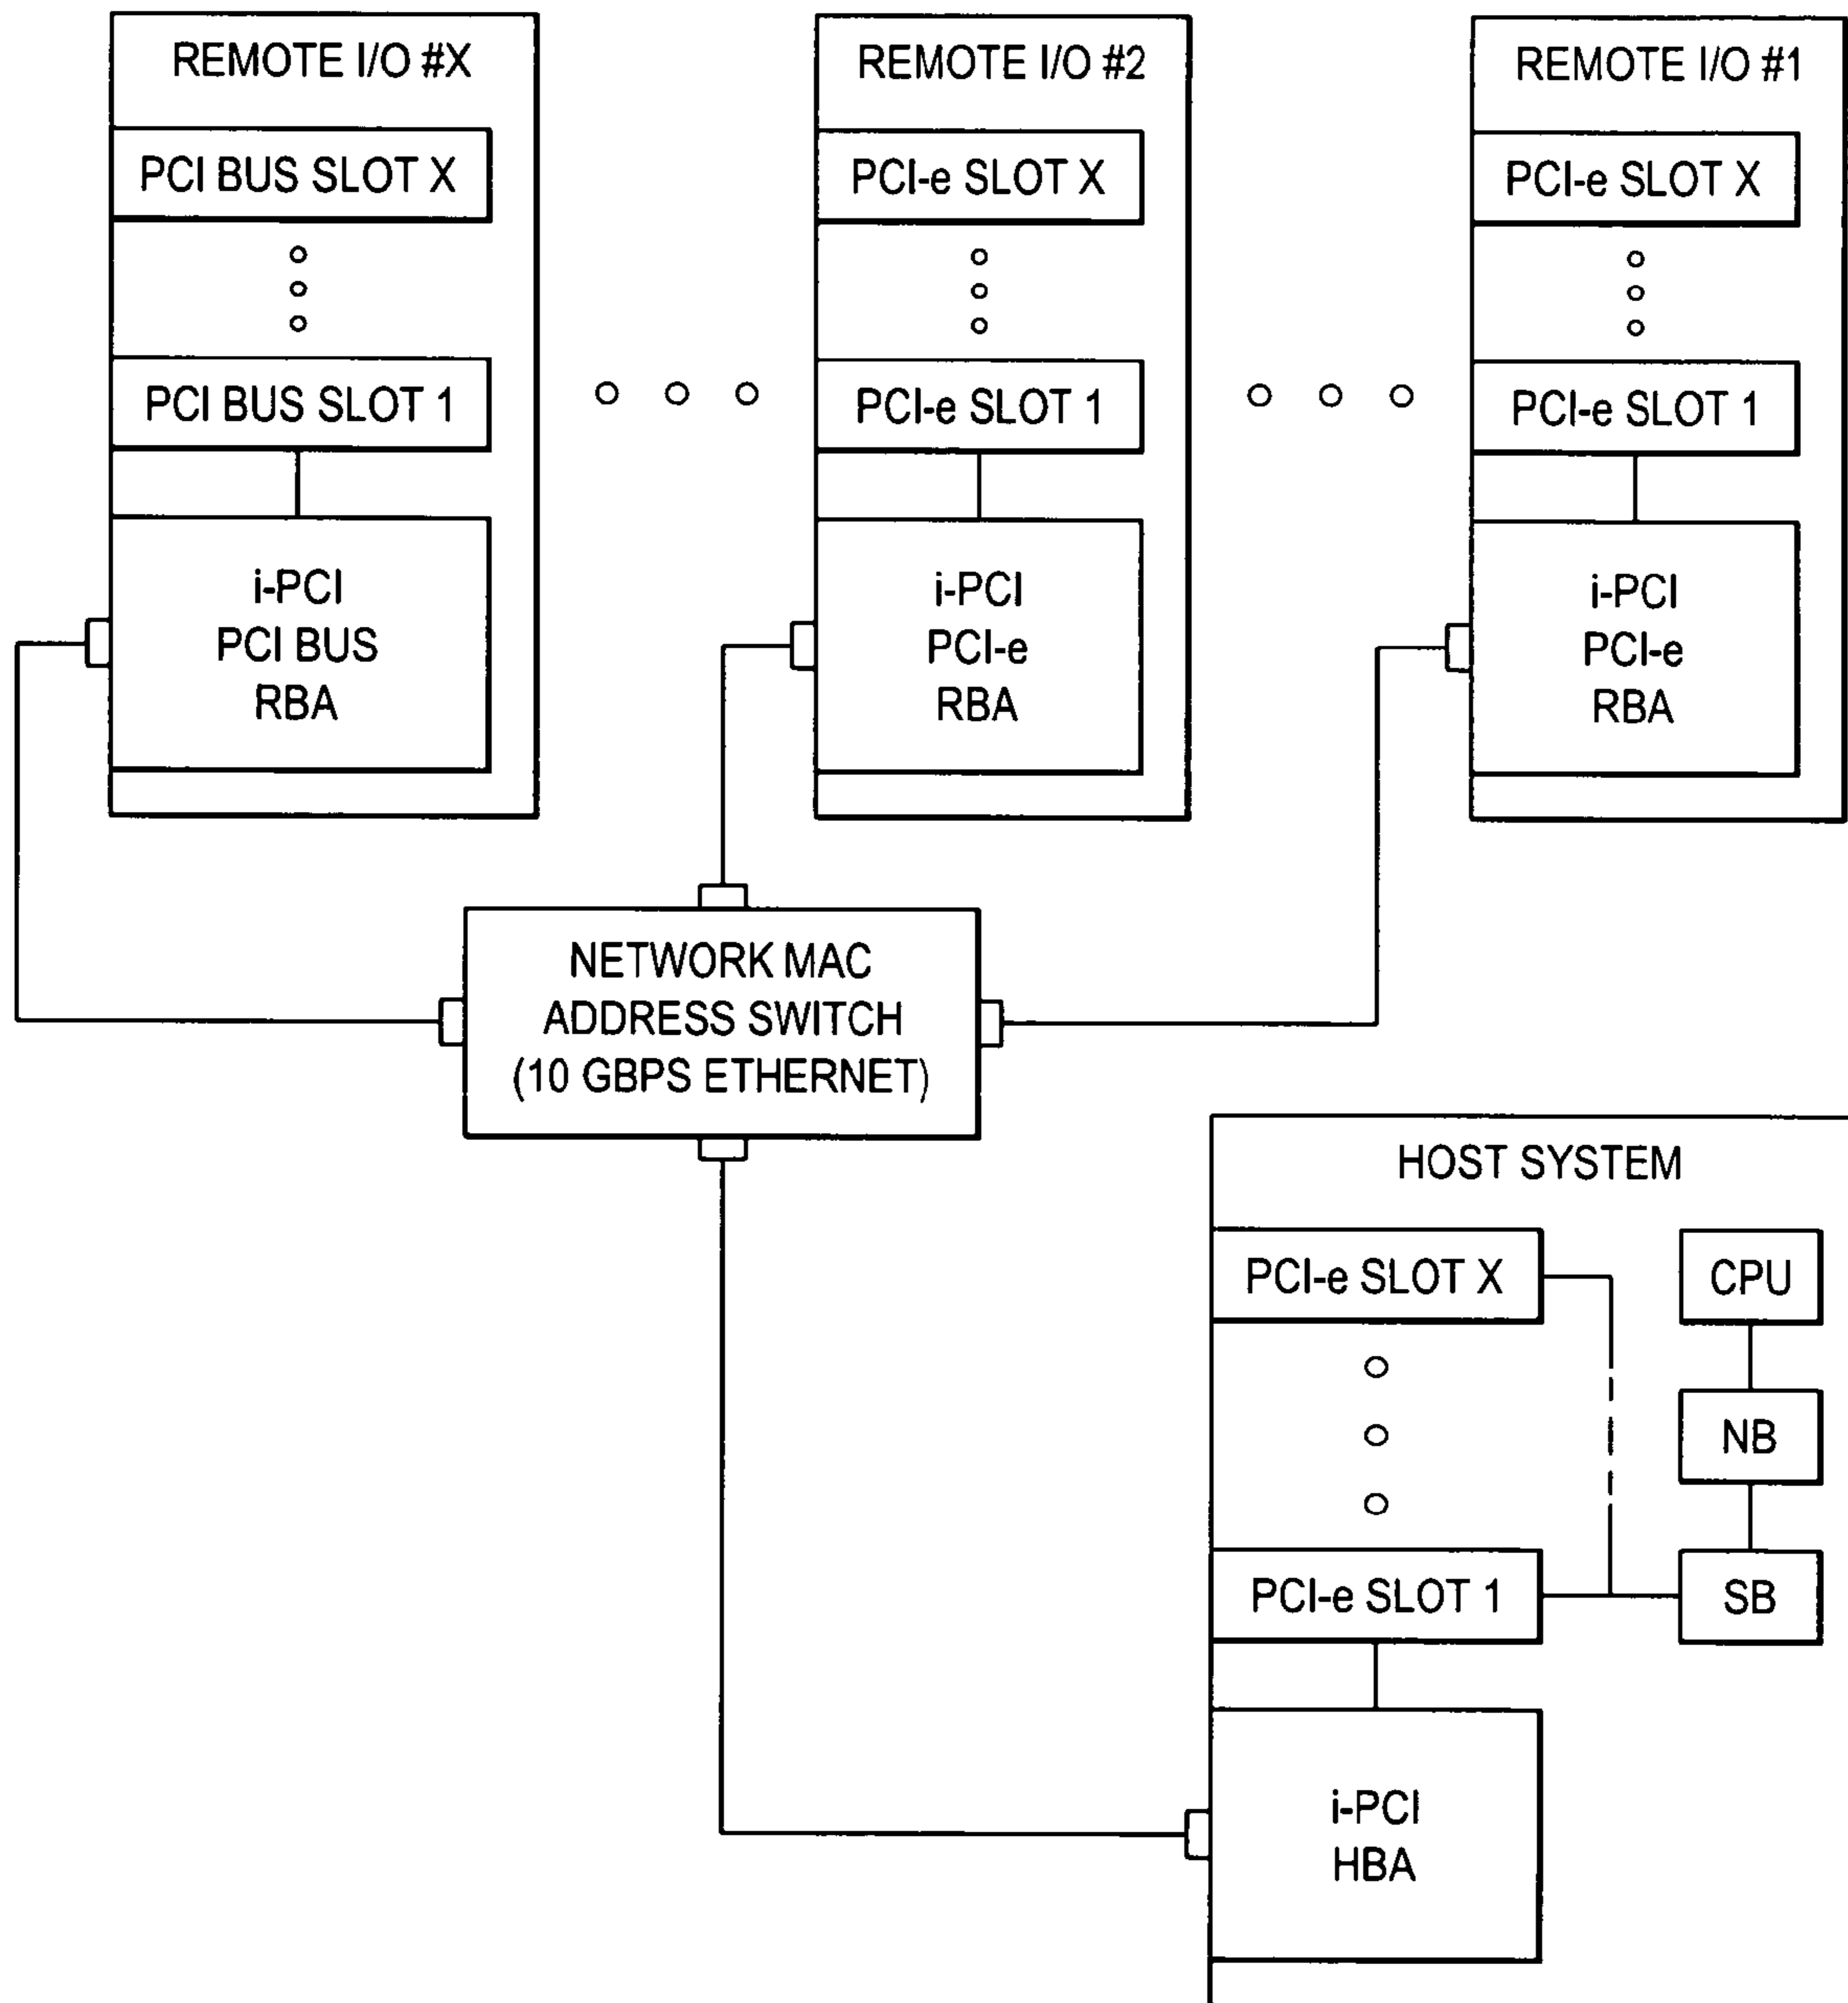 REMOTE I/O #X
PCI BUS SLOT X
PCI BUS SLOT 1
i-PCI
PCI BUS
RBA
REMOTE I/O #2
PCI-e SLOT X
PCI-e SLOT 1
i-PCI
PCI-e
RBA
REMOTE I/O #1
PCI-e SLOT X
PCI-e SLOT 1
i-PCI
PCI-e
RBA
NETWORK MAC
ADDRESS SWITCH
(10 GBPS ETHERNET)
HOST SYSTEM
PCI-e SLOT X
CPU
NB
PCI-e SLOT 1
SB
i-PCI
HBA